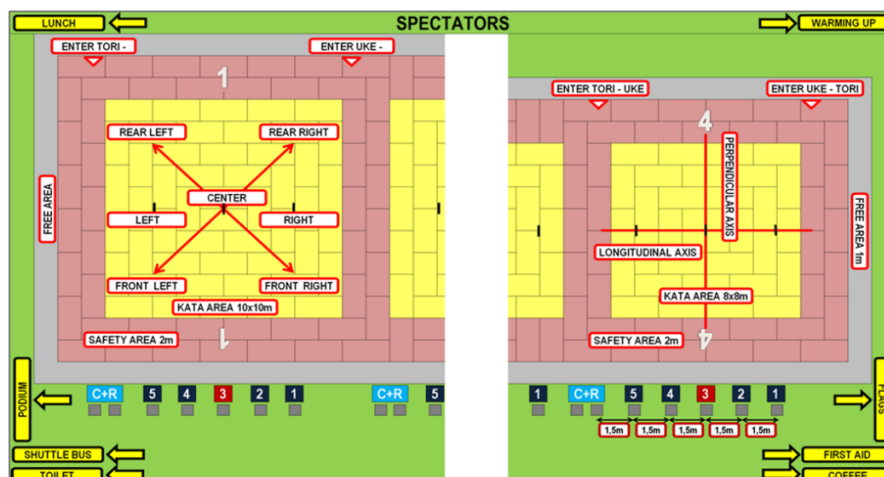 LUNCH
SPECTATORS
WARMING UP
ENTER TORI -
ENTER UKE -
1
REAR LEFT
REAR RIGHT
CENTER
LEFT
RIGHT
FREE AREA
FRONT LEFT
FRONT RIGHT
KATA AREA 10x10m
SAFETY AREA 2m
1
PODIUM
C+R
5
4
3
2
1
C+R
5
SHUTTLE BUS
TOILET
ENTER TORI - UKE
ENTER UKE - TORI
4
PERPENDICULAR AXIS
LONGITUDINAL AXIS
FREE AREA 1m
KATA AREA 8x8m
SAFETY AREA 2m
4
1
C+R
5
4
3
2
1
1,5m
1,5m
1,5m
1,5m
1,5m
FLAGS
FIRST AID
COFFEE